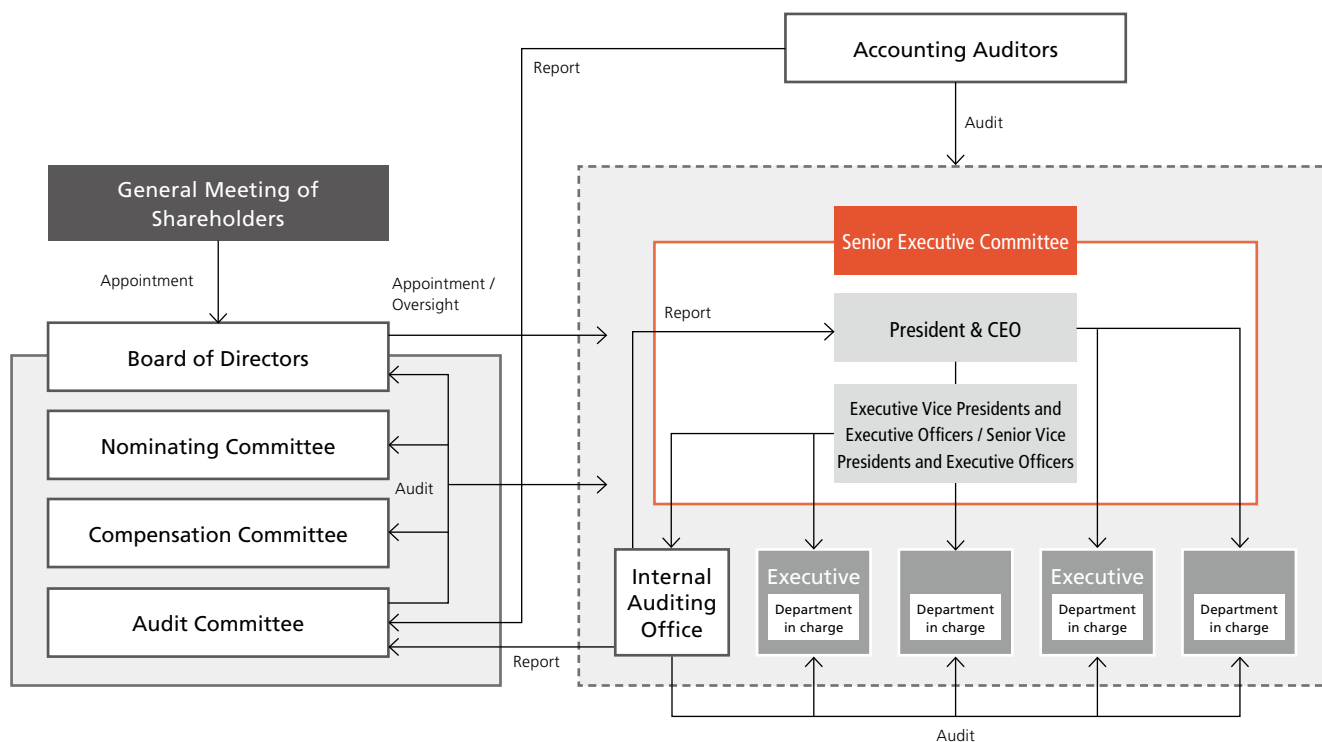 Accounting Auditors
Report
Audit
General Meeting of
Shareholders
Senior Executive Committee
Appointment
Appointment /
Oversight
Report
President & CEO
Board of Directors
Executive Vice Presidents and
Executive Officers / Senior Vice
Presidents and Executive Officers
Nominating Committee
Audit
Compensation Committee
Audit Committee
Internal
Auditing
Office
Executive
Department
in charge
Department
in charge
Executive
Department
in charge
Department
in charge
Report
Audit